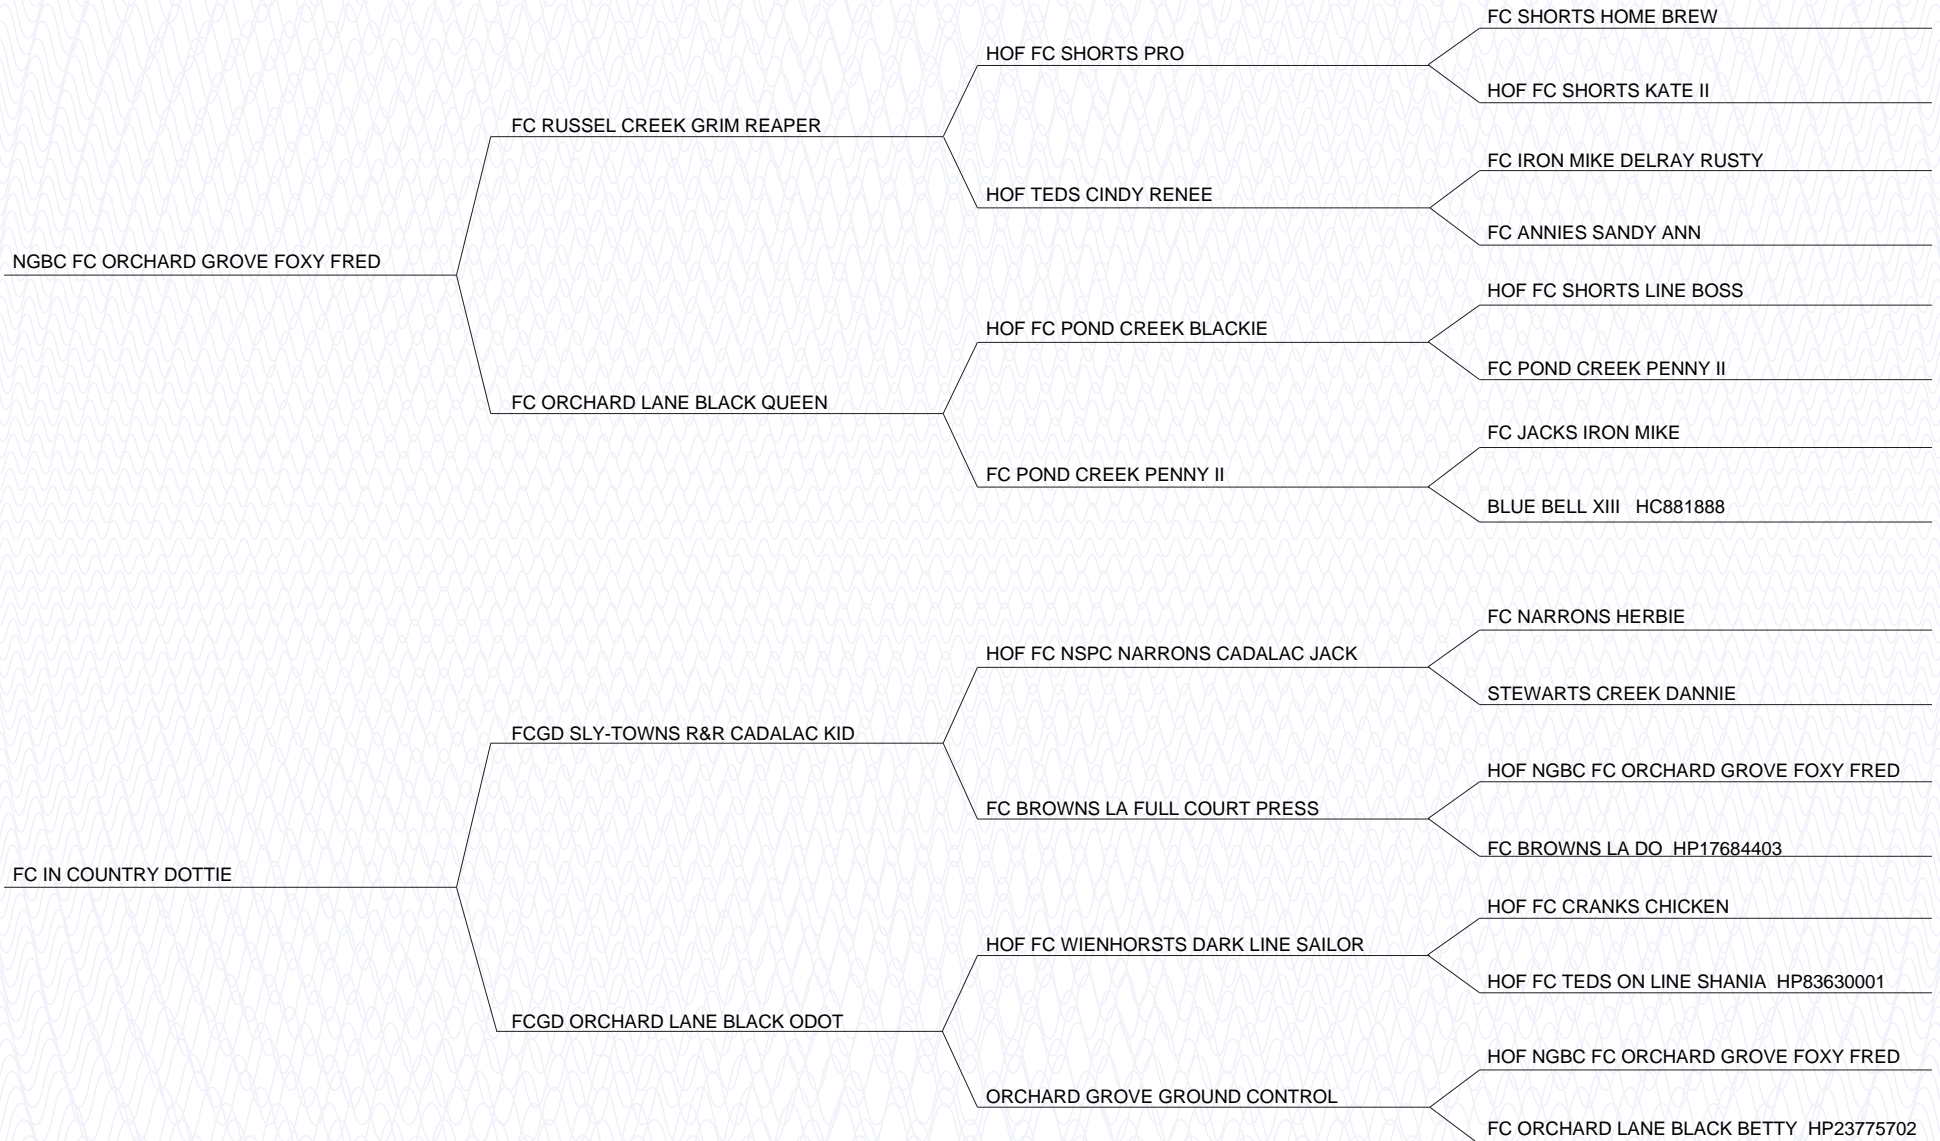 FC SHORTS HOME BREW
HOF FC SHORTS PRO
HOF FC SHORTS KATE II
FC RUSSEL CREEK GRIM REAPER
FC IRON MIKE DELRAY RUSTY
HOF TEDS CINDY RENEE
FC ANNIES SANDY ANN
NGBC FC ORCHARD GROVE FOXY FRED
HOF FC SHORTS LINE BOSS
HOF FC POND CREEK BLACKIE
FC POND CREEK PENNY II
FC ORCHARD LANE BLACK QUEEN
FC JACKS IRON MIKE
FC POND CREEK PENNY II
BLUE BELL XIII HC881888
FC NARRONS HERBIE
HOF FC NSPC NARRONS CADALAC JACK
STEWARTS CREEK DANNIE
FCGD SLY-TOWNS R&R CADALAC KID
HOF NGBC FC ORCHARD GROVE FOXY FRED
FC BROWNS LA FULL COURT PRESS
FC BROWNS LA DO HP17684403
FC IN COUNTRY DOTTIE
HOF FC CRANKS CHICKEN
HOF FC WIENHORSTS DARK LINE SAILOR
HOF FC TEDS ON LINE SHANIA HP83630001
FCGD ORCHARD LANE BLACK ODOT
HOF NGBC FC ORCHARD GROVE FOXY FRED
ORCHARD GROVE GROUND CONTROL
FC ORCHARD LANE BLACK BETTY HP23775702